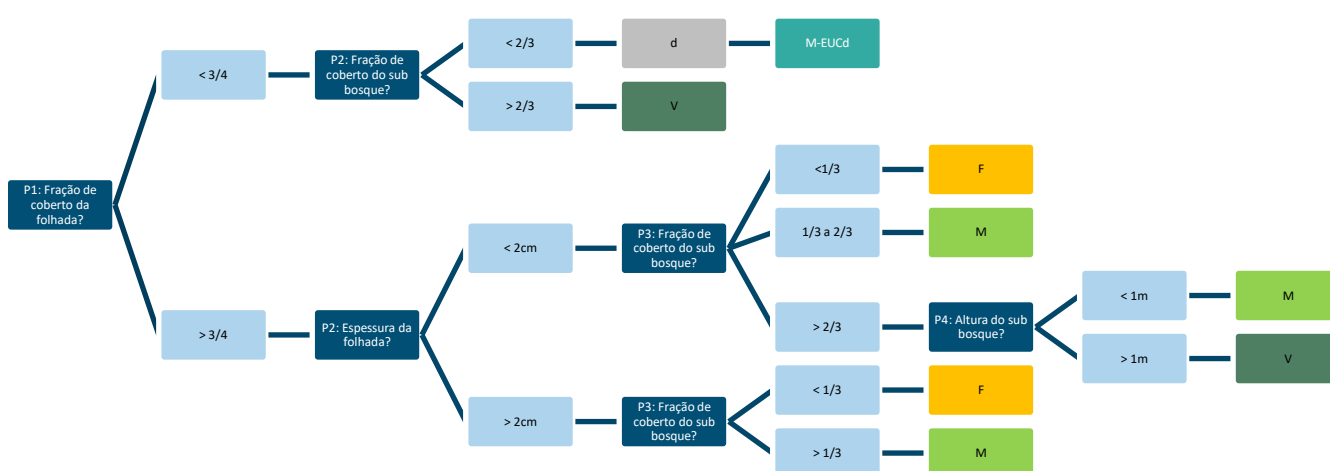 < 2/3
d
M-EUCd
< 3/4
P2: Fração de
coberto do sub
bosque?
> 2/3
V
P1: Fração de
coberto da
folhada?
<1/3
F
< 2cm
P3: Fração de
coberto do sub
bosque?
1/3 a 2/3
M
> 3/4
P2: Espessura da
folhada?
> 2/3
P4: Altura do sub
bosque?
< 1m
M
> 1m
V
> 2cm
P3: Fração de
coberto do sub
bosque?
< 1/3
F
> 1/3
M